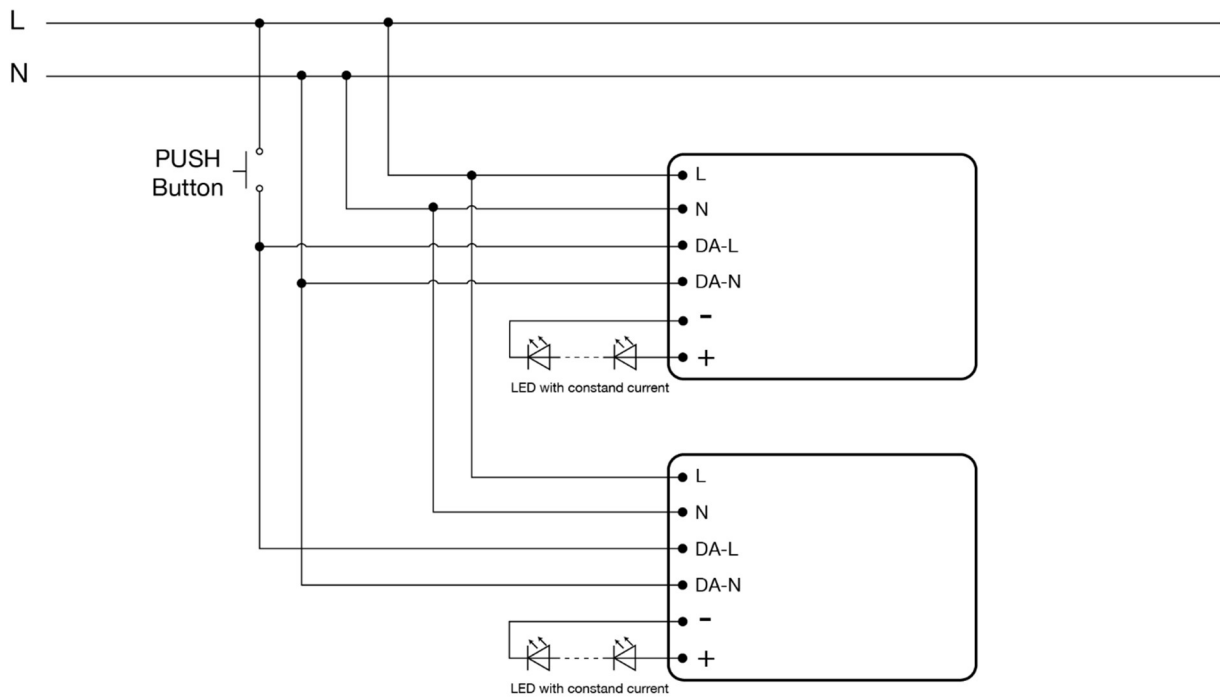 L
N
PUSH
Button
L
N
DA-L
DA-N
-
+
LED with constand current
L
N
DA-L
DA-N
-
+
LED with constand current